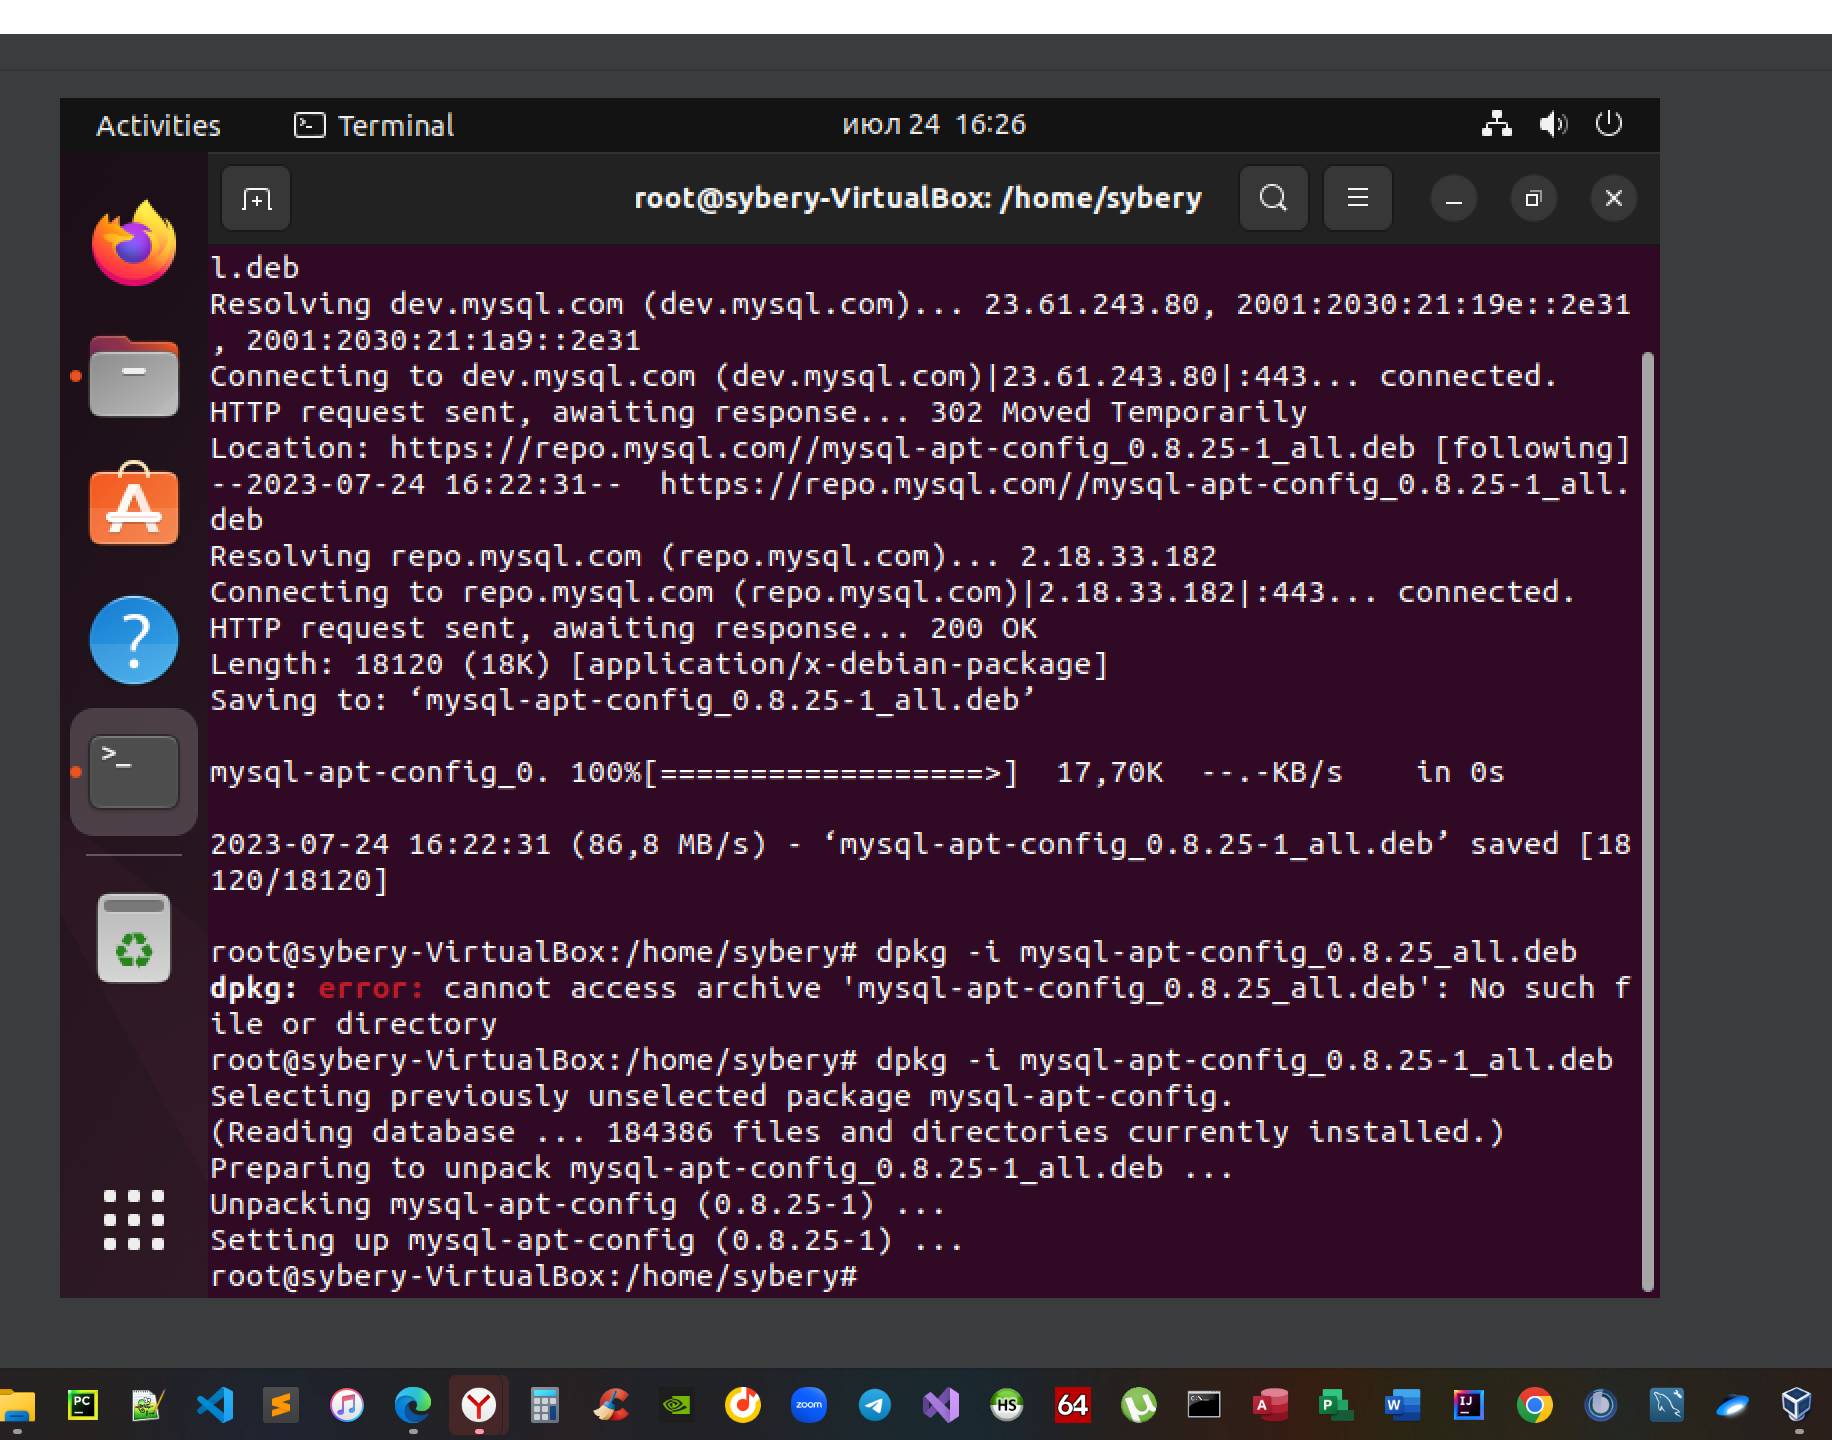 Activities
Terminal
июл 24 16:26
root@sybery-VirtualBox: /home/sybery
l.deb
Resolving dev.mysql.com (dev.mysql.com)... 23.61.243.80, 2001:2030:21:19e::2e31
, 2001:2030:21:1a9::2e31
Connecting to dev.mysql.com (dev.mysql.com)|23.61.243.80|:443... connected.
HTTP request sent, awaiting response... 302 Moved Temporarily
Location: https://repo.mysql.com//mysql-apt-config_0.8.25-1_all.deb [following]
--2023-07-24 16:22:31--  https://repo.mysql.com//mysql-apt-config_0.8.25-1_all.
deb
Resolving repo.mysql.com (repo.mysql.com)... 2.18.33.182
Connecting to repo.mysql.com (repo.mysql.com)|2.18.33.182|:443... connected.
HTTP request sent, awaiting response... 200 OK
Length: 18120 (18K) [application/x-debian-package]
Saving to: ‘mysql-apt-config_0.8.25-1_all.deb’
mysql-apt-config_0. 100%[==================>]  17,70K  --.-KB/s    in 0s
2023-07-24 16:22:31 (86,8 MB/s) - ‘mysql-apt-config_0.8.25-1_all.deb’ saved [18
120/18120]
root@sybery-VirtualBox:/home/sybery# dpkg -i mysql-apt-config_0.8.25_all.deb
dpkg: error: cannot access archive 'mysql-apt-config_0.8.25_all.deb': No such f
ile or directory
root@sybery-VirtualBox:/home/sybery# dpkg -i mysql-apt-config_0.8.25-1_all.deb
Selecting previously unselected package mysql-apt-config.
(Reading database ... 184386 files and directories currently installed.)
Preparing to unpack mysql-apt-config_0.8.25-1_all.deb ...
Unpacking mysql-apt-config (0.8.25-1) ...
Setting up mysql-apt-config (0.8.25-1) ...
root@sybery-VirtualBox:/home/sybery#
PC
zoom
HS
64
A
P
W
IJ